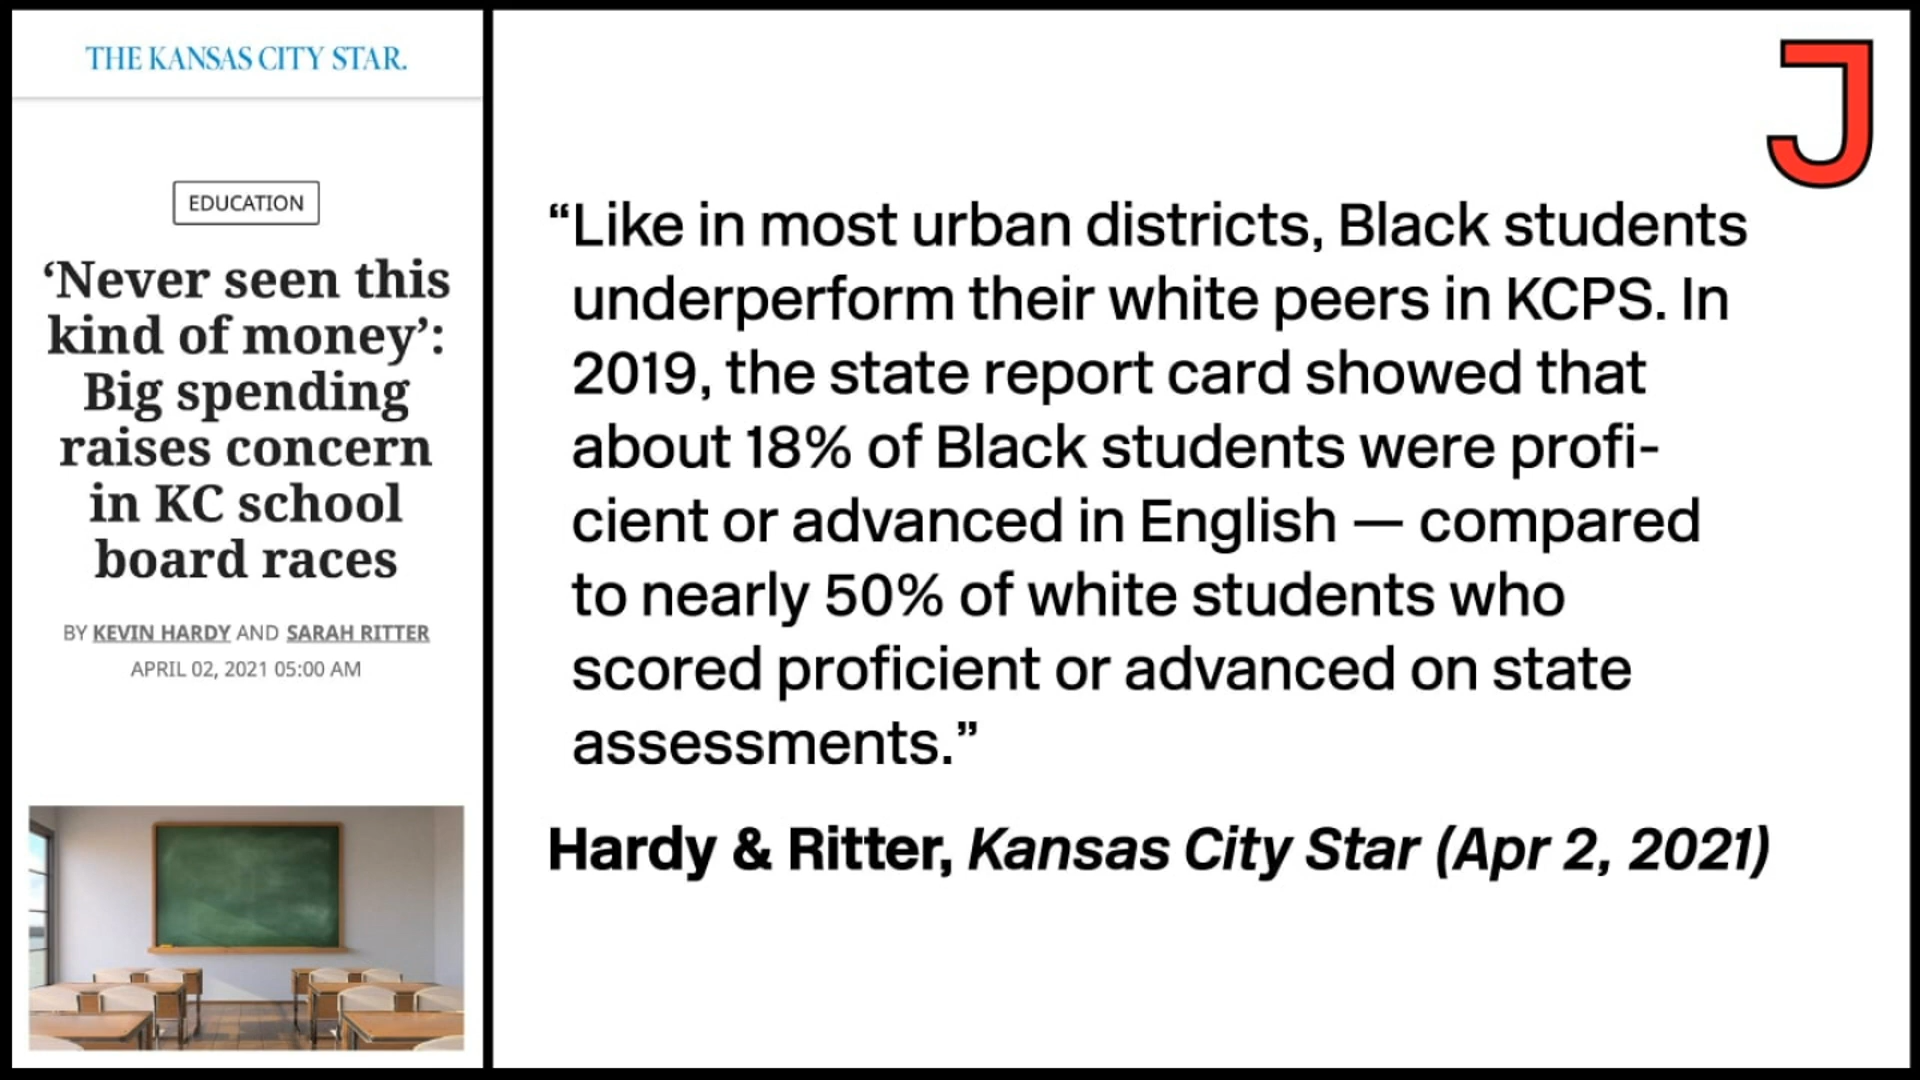 THE KANSAS CITY STAR.
EDUCATION
‘Never seen this
kind of money’:
Big spending
raises concern
in KC school
board races
BY KEVIN HARDY AND SARAH RITTER
APRIL 02, 2021 05:00 AM
J
“Like in most urban districts, Black students
underperform their white peers in KCPS. In
2019, the state report card showed that
about 18% of Black students were profi-
cient or advanced in English — compared
to nearly 50% of white students who
scored proficient or advanced on state
assessments.”
Hardy & Ritter, Kansas City Star (Apr 2, 2021)